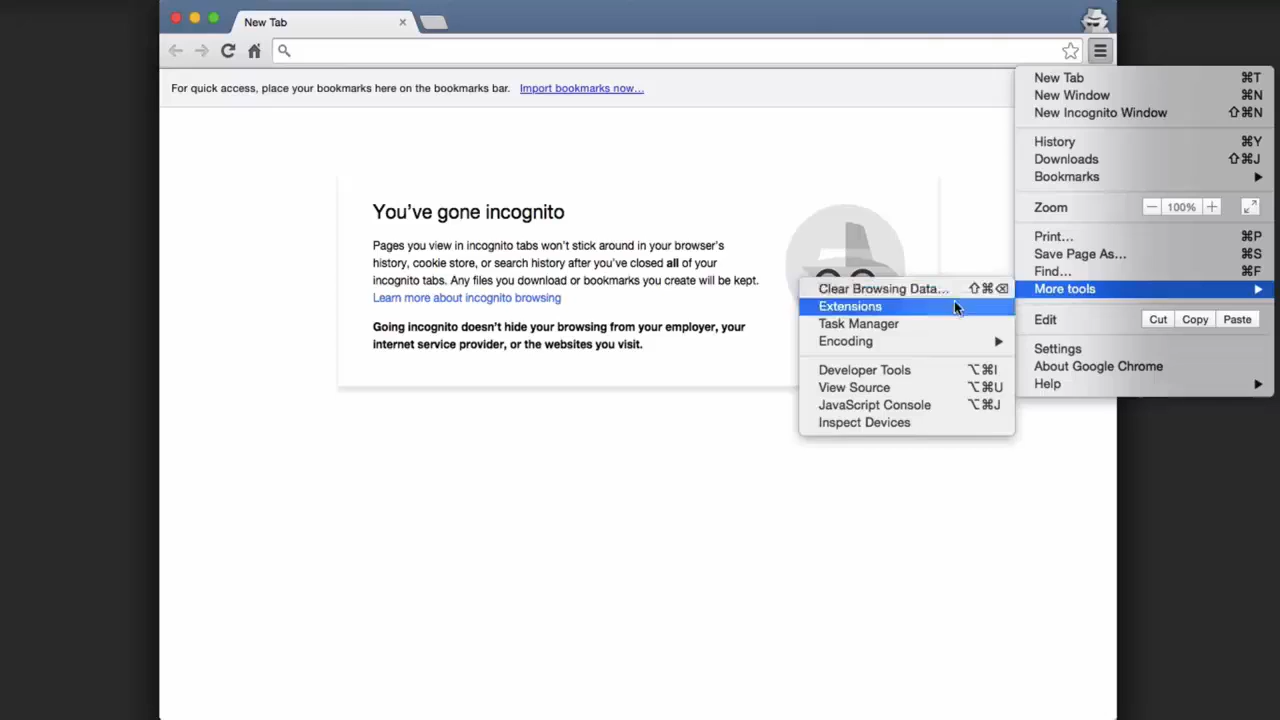 New Tab
For quick access, place your bookmarks here on the bookmarks bar. Import bookmarks now...
You've gone incognito
Pages you view in incognito tabs won't stick around in your browser's
history, cookie store, or search history after you've closed all of your
incognito tabs. Any files you download or bookmarks you create will be kept.
Learn more about incognito browsing
Going incognito doesn't hide your browsing from your employer, your
internet service provider, or the websites you visit.
New Tab ⌘T
New Window ⌘N
New Incognito Window ⇧⌘N
History ⌘Y
Downloads ⇧⌘J
Bookmarks
Zoom 100%
Print... ⌘P
Save Page As... ⌘S
Find... ⌘F
More tools
Edit Cut Copy Paste
Settings
About Google Chrome
Help
Clear Browsing Data... ⇧⌘⌫
Extensions
Task Manager
Encoding
Developer Tools ⌥⌘I
View Source ⌥⌘U
JavaScript Console ⌥⌘J
Inspect Devices